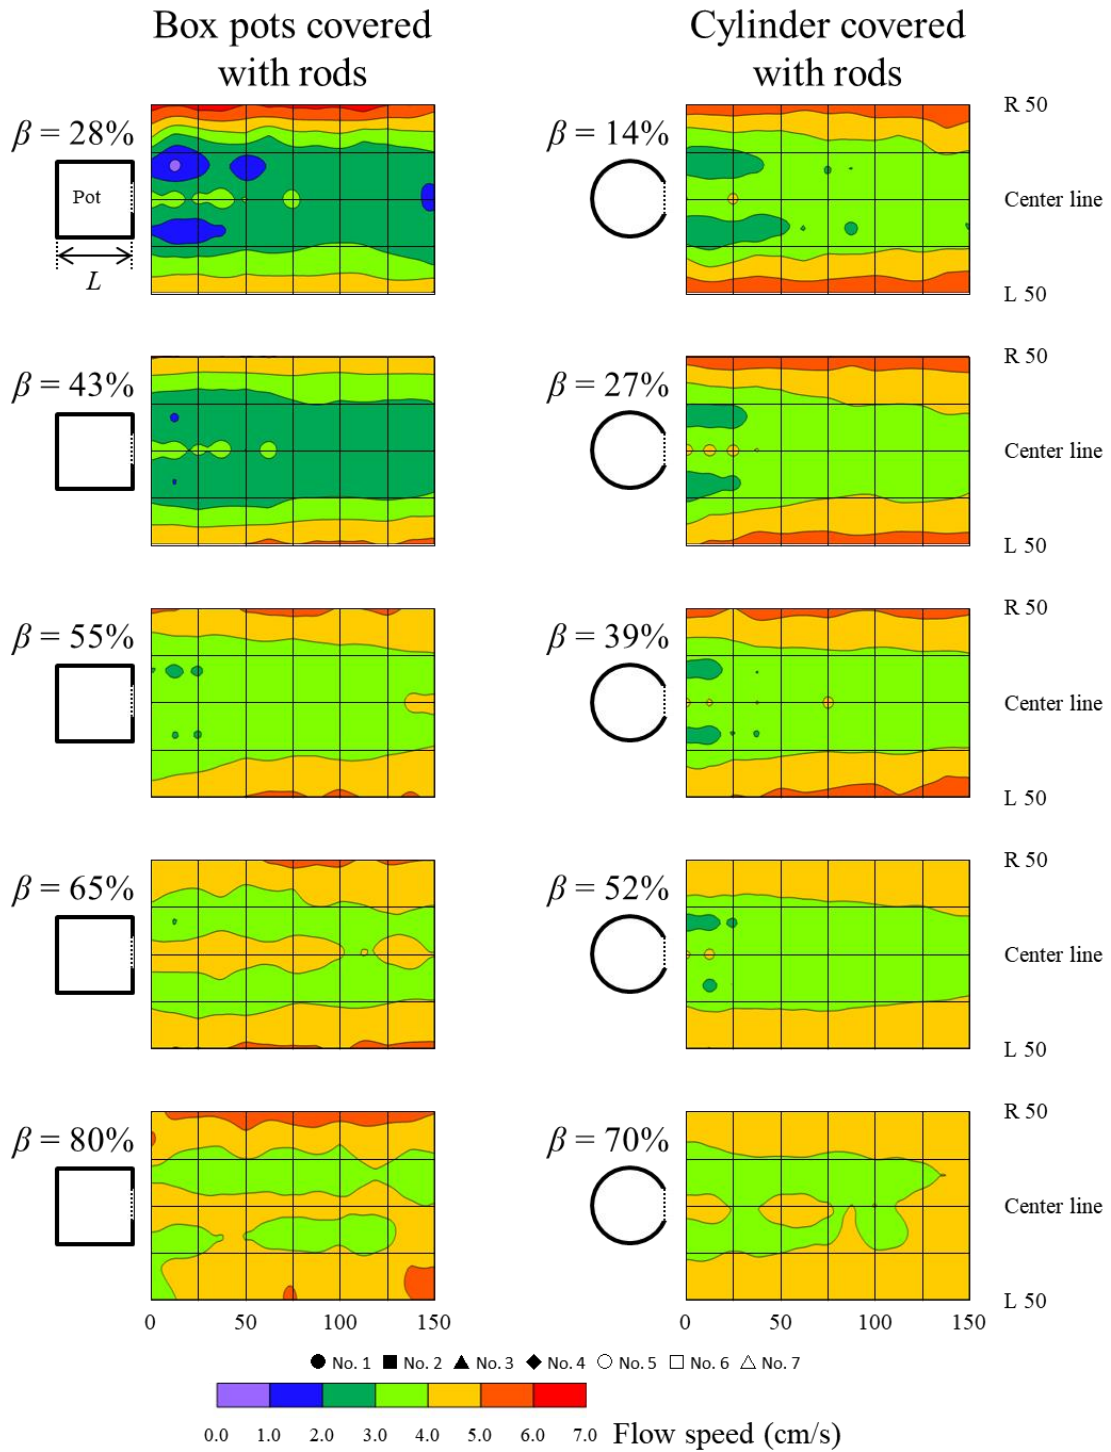 Box pots covered with rods
Cylinder covered with rods
β = 28%
Pot
L
β = 14%
R 50
Center line
L 50
β = 43%
β = 27%
R 50
Center line
L 50
β = 55%
β = 39%
R 50
Center line
L 50
β = 65%
β = 52%
R 50
Center line
L 50
β = 80%
β = 70%
R 50
Center line
L 50
0 50 100 150
0 50 100 150
● No. 1 ■ No. 2 ▲ No. 3 ◆ No. 4 ○ No. 5 □ No. 6 △ No. 7
0.0 1.0 2.0 3.0 4.0 5.0 6.0 7.0 Flow speed (cm/s)